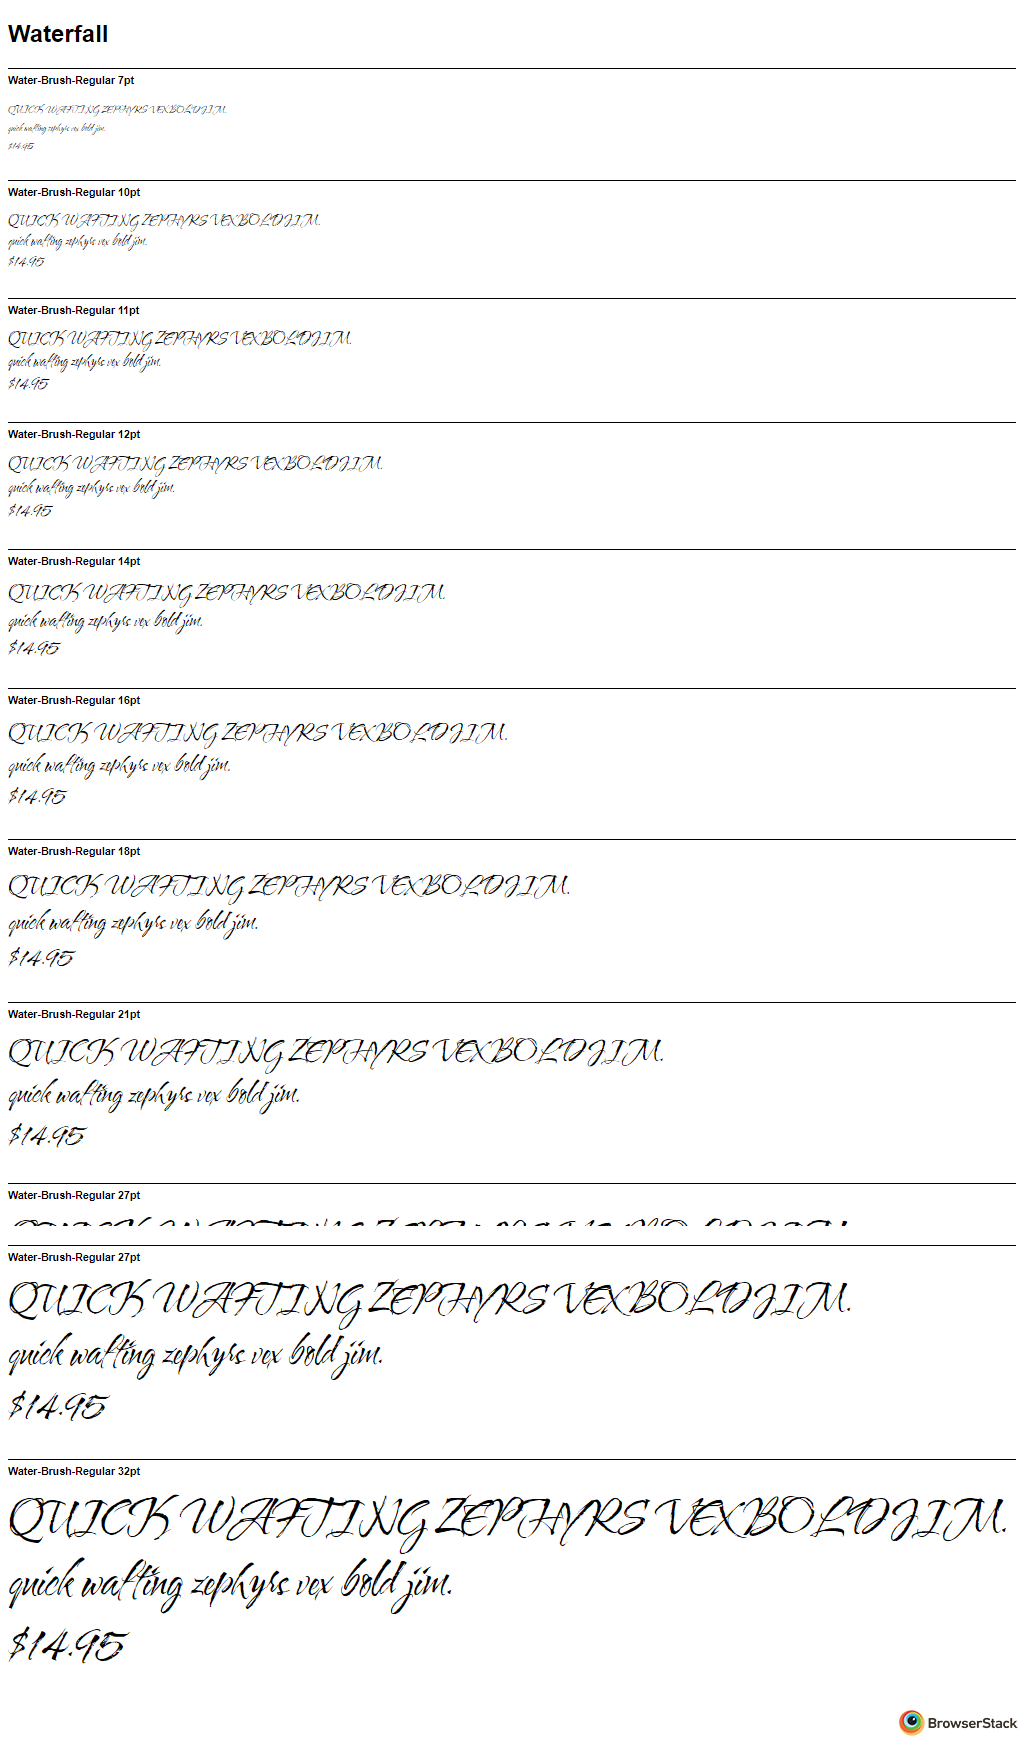 Waterfall
Water-Brush-Regular 7pt
QUICK WAFTING ZEPHYRS VEX BOLD JIM.
quick wafting zephyrs vex bold jim.
$14.95
Water-Brush-Regular 10pt
QUICK WAFTING ZEPHYRS VEX BOLD JIM.
quick wafting zephyrs vex bold jim.
$14.95
Water-Brush-Regular 11pt
QUICK WAFTING ZEPHYRS VEX BOLD JIM.
quick wafting zephyrs vex bold jim.
$14.95
Water-Brush-Regular 12pt
QUICK WAFTING ZEPHYRS VEX BOLD JIM.
quick wafting zephyrs vex bold jim.
$14.95
Water-Brush-Regular 14pt
QUICK WAFTING ZEPHYRS VEX BOLD JIM.
quick wafting zephyrs vex bold jim.
$14.95
Water-Brush-Regular 16pt
QUICK WAFTING ZEPHYRS VEX BOLD JIM.
quick wafting zephyrs vex bold jim.
$14.95
Water-Brush-Regular 18pt
QUICK WAFTING ZEPHYRS VEX BOLD JIM.
quick wafting zephyrs vex bold jim.
$14.95
Water-Brush-Regular 21pt
QUICK WAFTING ZEPHYRS VEX BOLD JIM.
quick wafting zephyrs vex bold jim.
$14.95
Water-Brush-Regular 27pt
Water-Brush-Regular 27pt
QUICK WAFTING ZEPHYRS VEX BOLD JIM.
quick wafting zephyrs vex bold jim.
$14.95
Water-Brush-Regular 32pt
QUICK WAFTING ZEPHYRS VEX BOLD JIM.
quick wafting zephyrs vex bold jim.
$14.95
BrowserStack